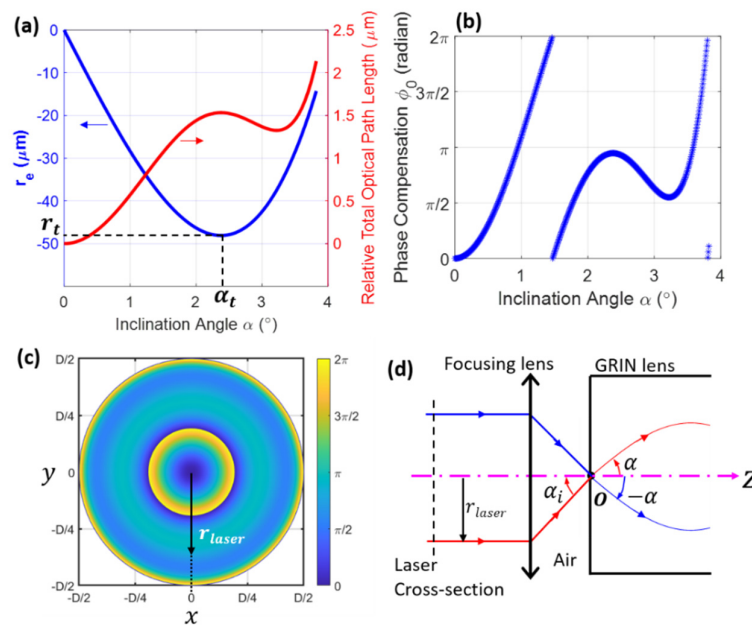 (a)
0
-10
-20
-30
-40
-50
r_e (μm)
r_t
α_t
0 1 2 3 4
Inclination Angle α (°)
2.5
2
1.5
1
0.5
0
Relative Total Optical Path Length (μm)
(b)
2π
3π/2
π
π/2
0
Phase Compensation ϕ_0 (radian)
0 1 2 3 4
Inclination Angle α (°)
(c)
D/2
D/4
y 0
-D/4
-D/2
-D/2 -D/4 0 D/4 D/2
x
r_laser
2π
3π/2
π
π/2
0
(d)
Focusing lens GRIN lens
α_i α
r_laser O -α Z
Laser
Cross-section
Air